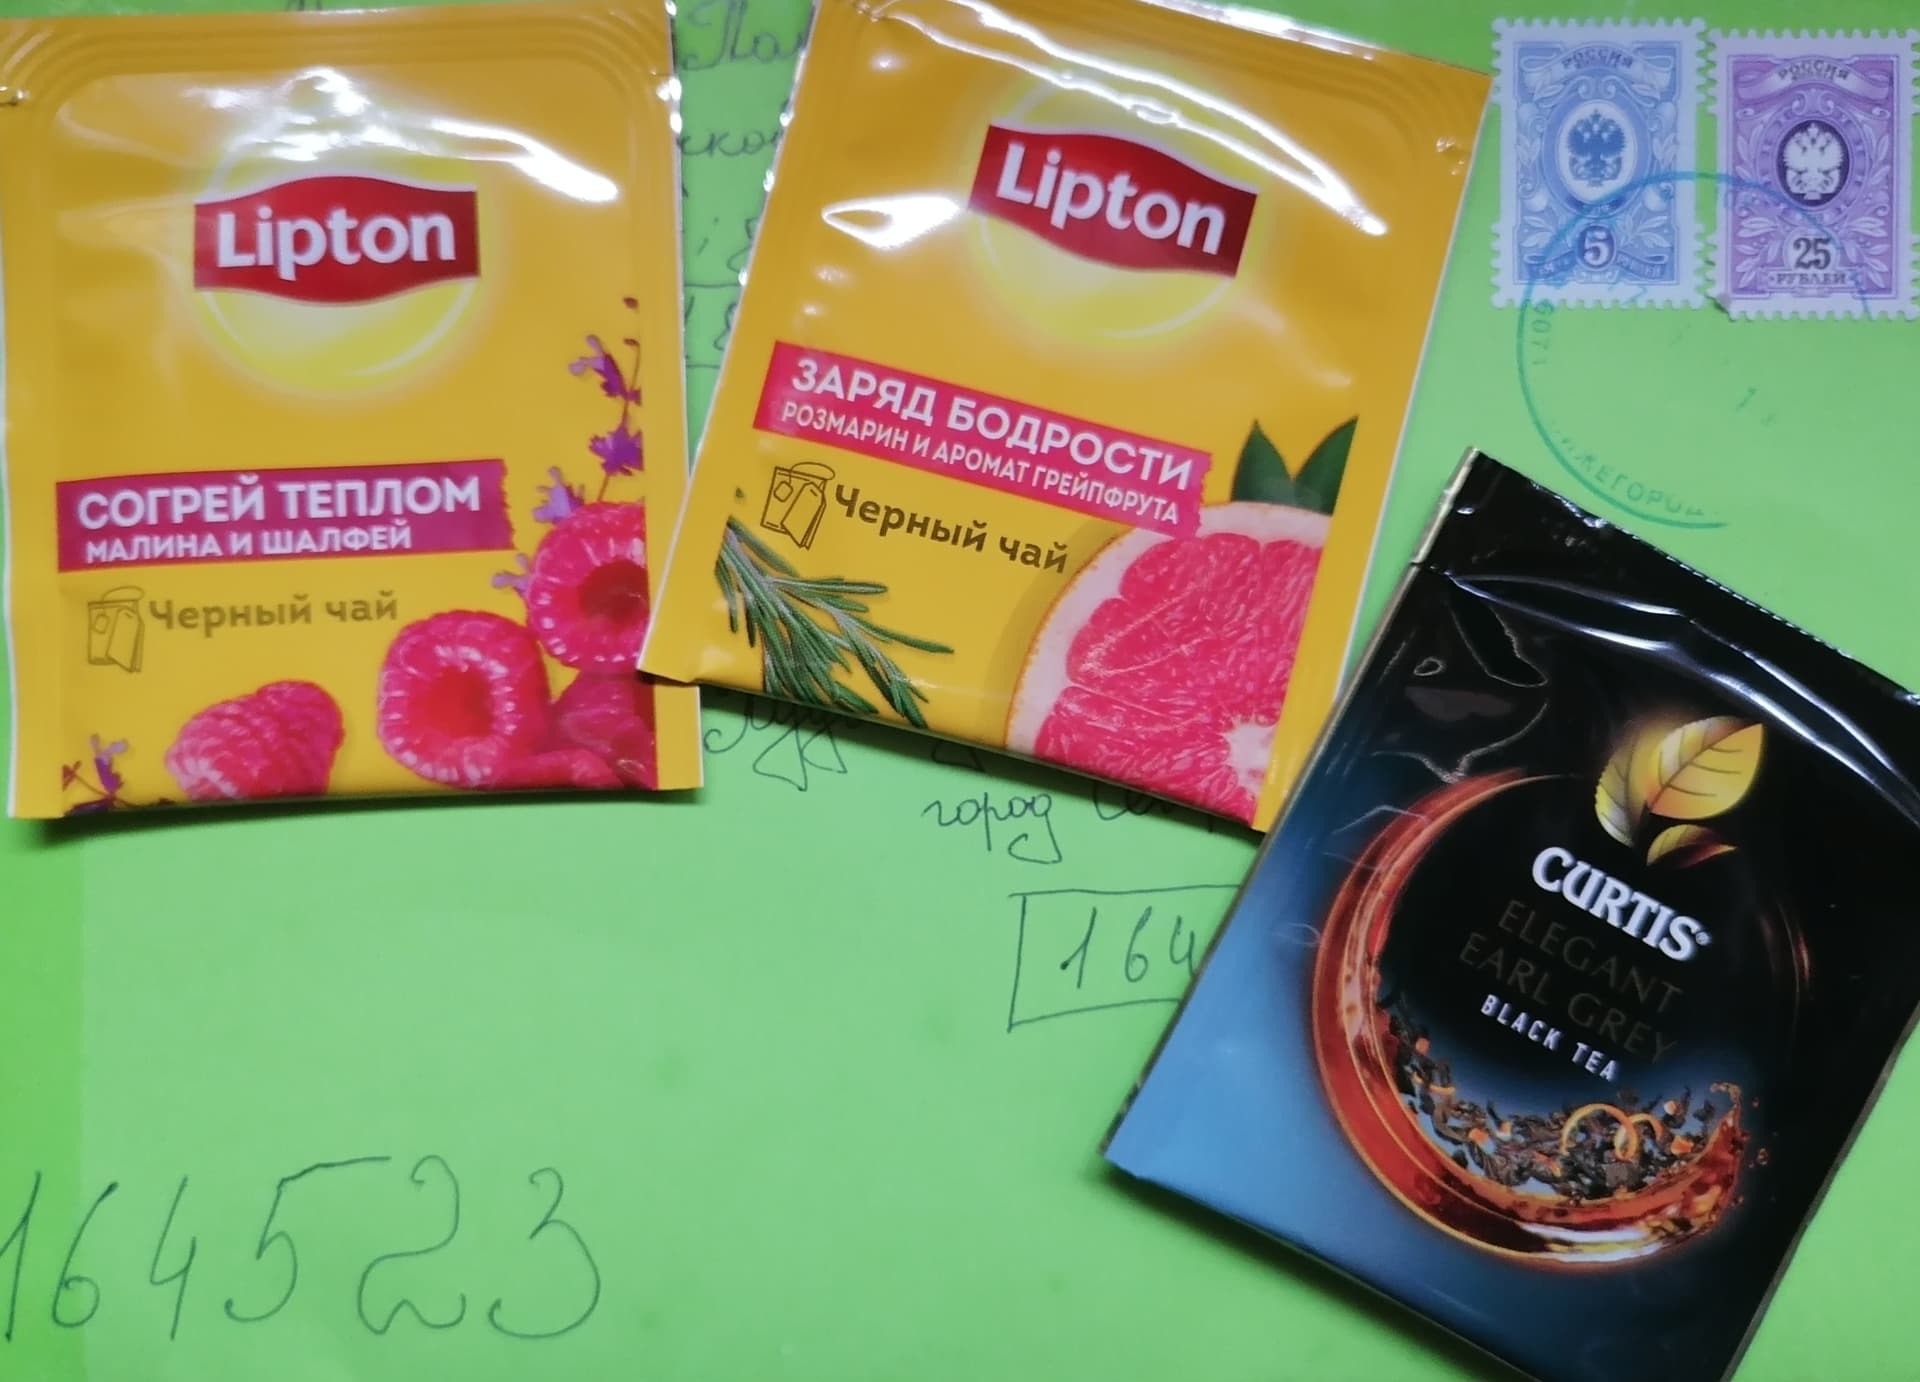 Lipton
СОГРЕЙ ТЕПЛОМ
МАЛИНА И ШАЛФЕЙ
Черный чай
Lipton
ЗАРЯД БОДРОСТИ
РОЗМАРИН И АРОМАТ ГРЕЙПФРУТА
Черный чай
РОССИЯ
5
РУБЛЕЙ
РОССИЯ
25
РУБЛЕЙ
город
164
CURTIS®
ELEGANT
EARL GREY
BLACK TEA
164523